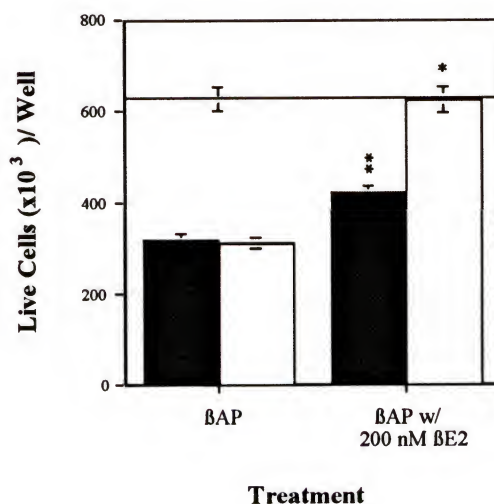 Live Cells (x10³)/ Well
800
600
400
200
0
*
*
*
ßAP
ßAP w/
200 nM ßE2
Treatment